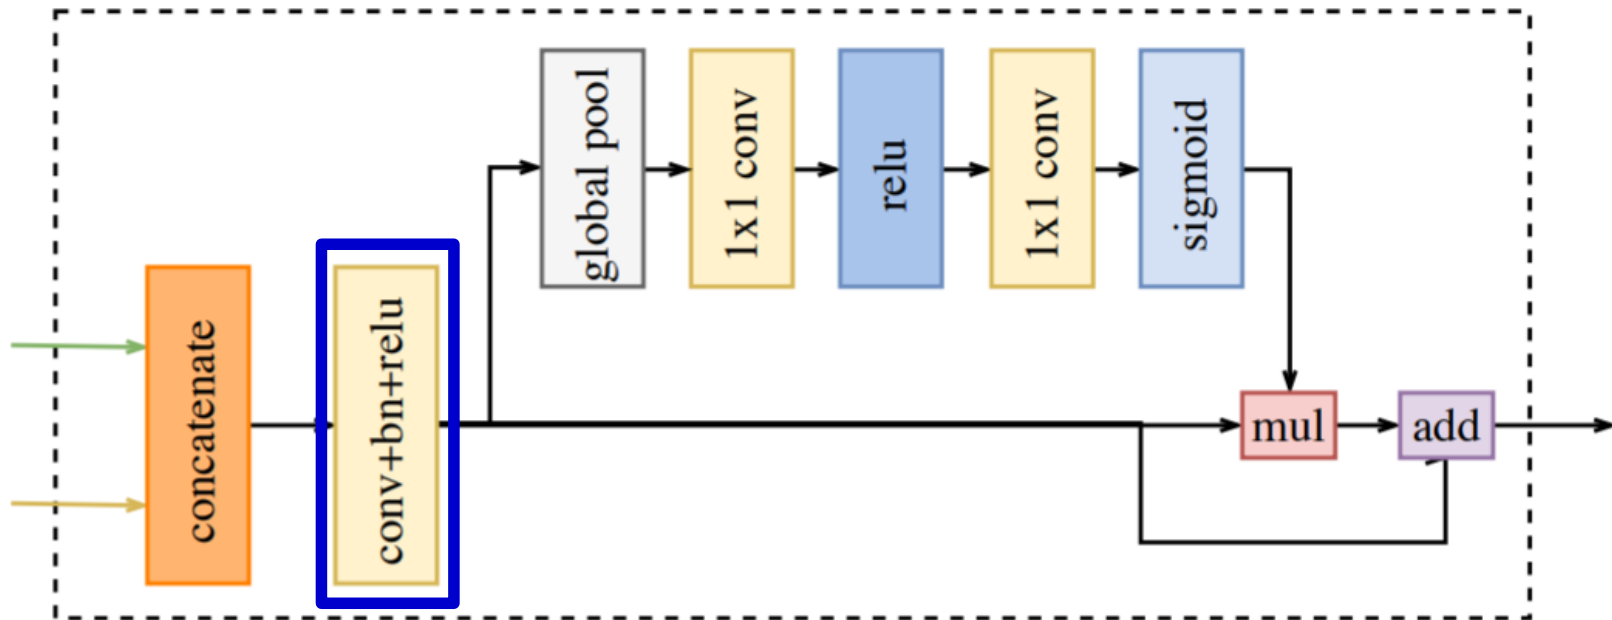 concatenate
conv+bn+relu
global pool
1x1 conv
relu
1x1 conv
sigmoid
mul
add